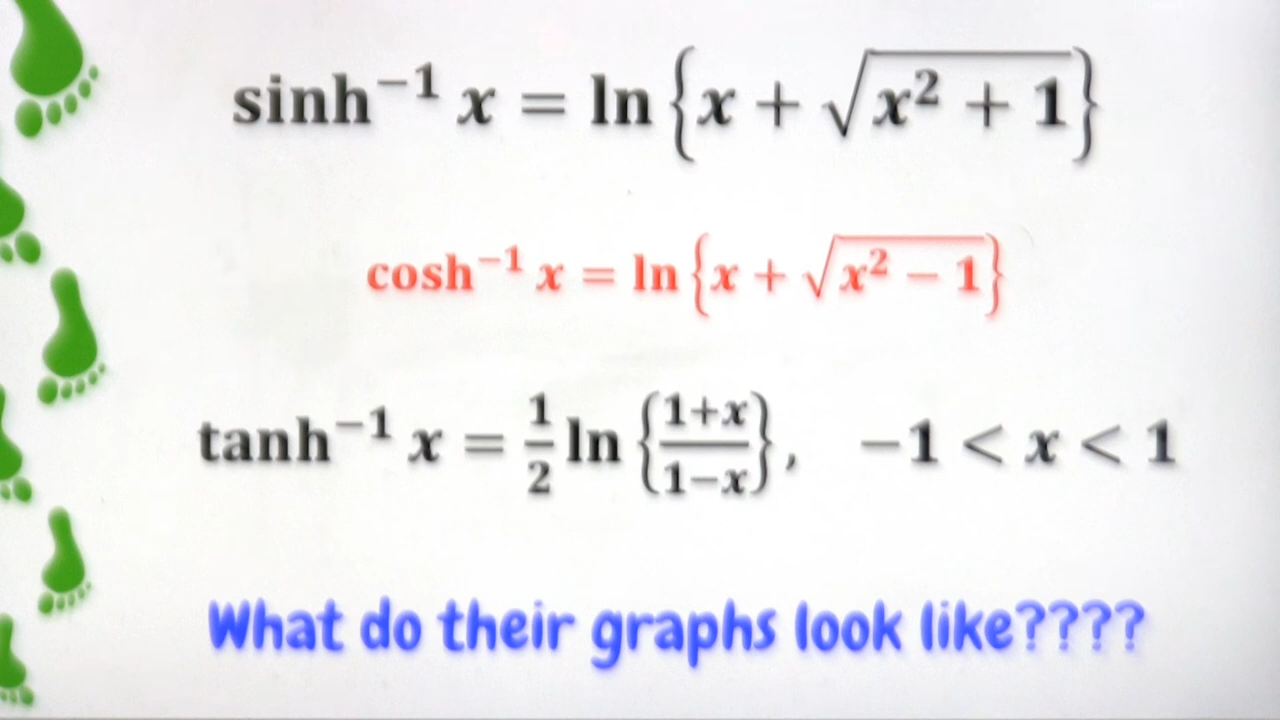 sinh⁻¹ x = ln {x + √(x² + 1)}
cosh⁻¹ x = ln {x + √(x² − 1)}
tanh⁻¹ x = 1/2 ln {(1+x)/(1−x)},   −1 < x < 1
What do their graphs look like????